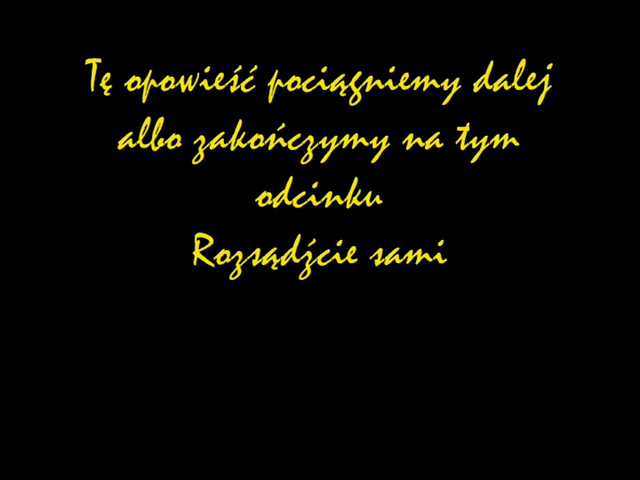 Tę opowieść pociągniemy dalej
albo zakończymy na tym
odcinku
Rozsądźcie sami